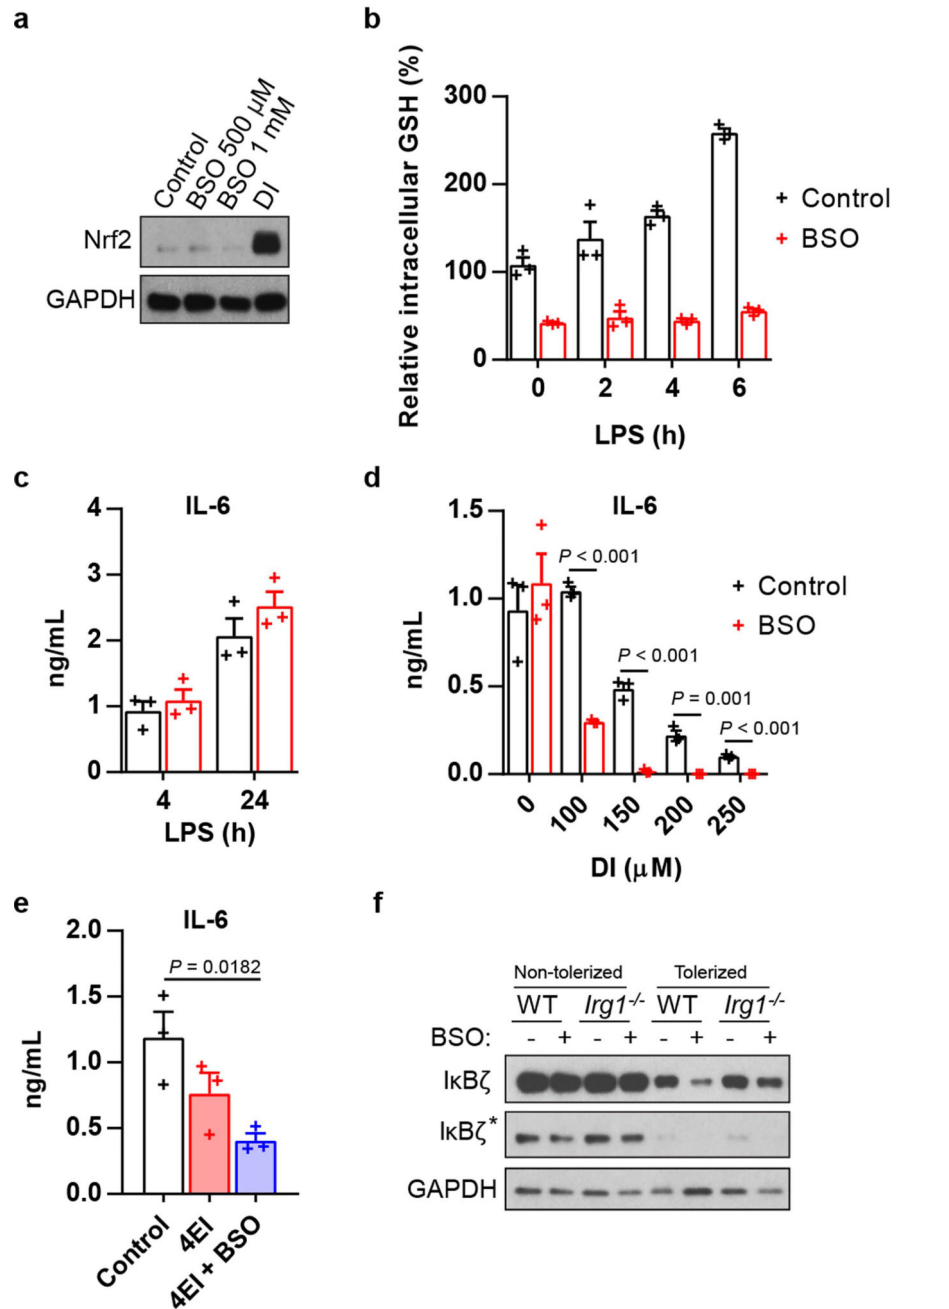 a
Control
BSO 500 µM
BSO 1 mM
DI
Nrf2
GAPDH
b
Relative intracellular GSH (%)
300
200
100
0
0 2 4 6
LPS (h)
Control
BSO
c
IL-6
ng/mL
4
3
2
1
0
4 24
LPS (h)
d
IL-6
ng/mL
1.5
1.0
0.5
0.0
P < 0.001
P < 0.001
P = 0.001
P < 0.001
0 100 150 200 250
DI (µM)
Control
BSO
e
IL-6
ng/mL
2.0
1.5
1.0
0.5
0.0
P = 0.0182
Control
4EI
4EI + BSO
f
Non-tolerized Tolerized
WT Irg1-/- WT Irg1-/-
BSO: - + - + - + - +
IκBζ
IκBζ*
GAPDH